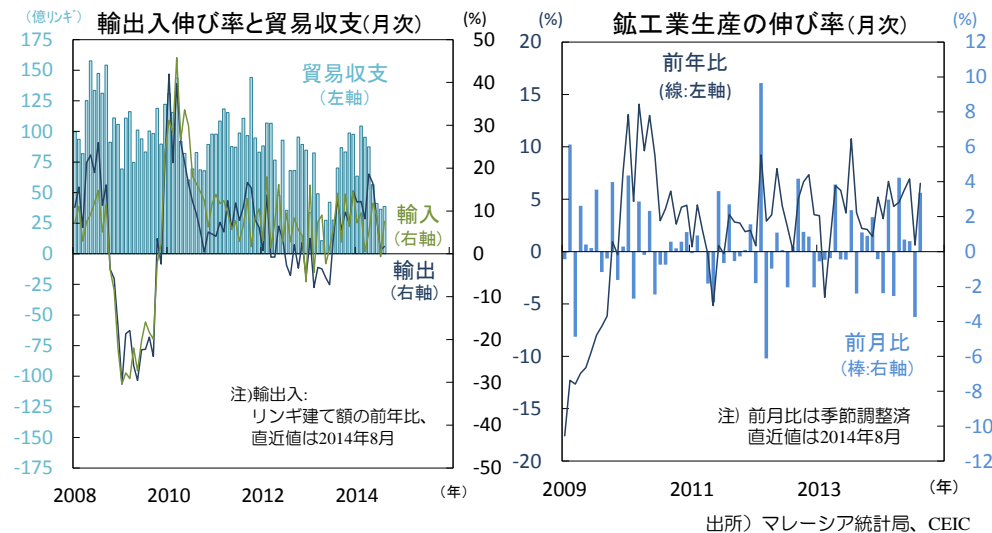 輸出入伸び率と貿易収支(月次)
(億リンギ)
(%)
175
150
125
100
75
50
25
0
-25
-50
-75
-100
-125
-150
-175
50
40
30
20
10
0
-10
-20
-30
-40
-50
貿易収支
(左軸)
輸入
(右軸)
輸出
(右軸)
注)輸出入:
リンギ建て額の前年比、
直近値は2014年8月
2008
2010
2012
2014
(年)
鉱工業生産の伸び率(月次)
(%)
(%)
20
15
10
5
0
-5
-10
-15
-20
12
10
8
6
4
2
0
-2
-4
-6
-8
-10
-12
前年比
(線:左軸)
前月比
(棒:右軸)
注) 前月比は季節調整済
直近値は2014年8月
2009
2011
2013
(年)
出所)マレーシア統計局、CEIC